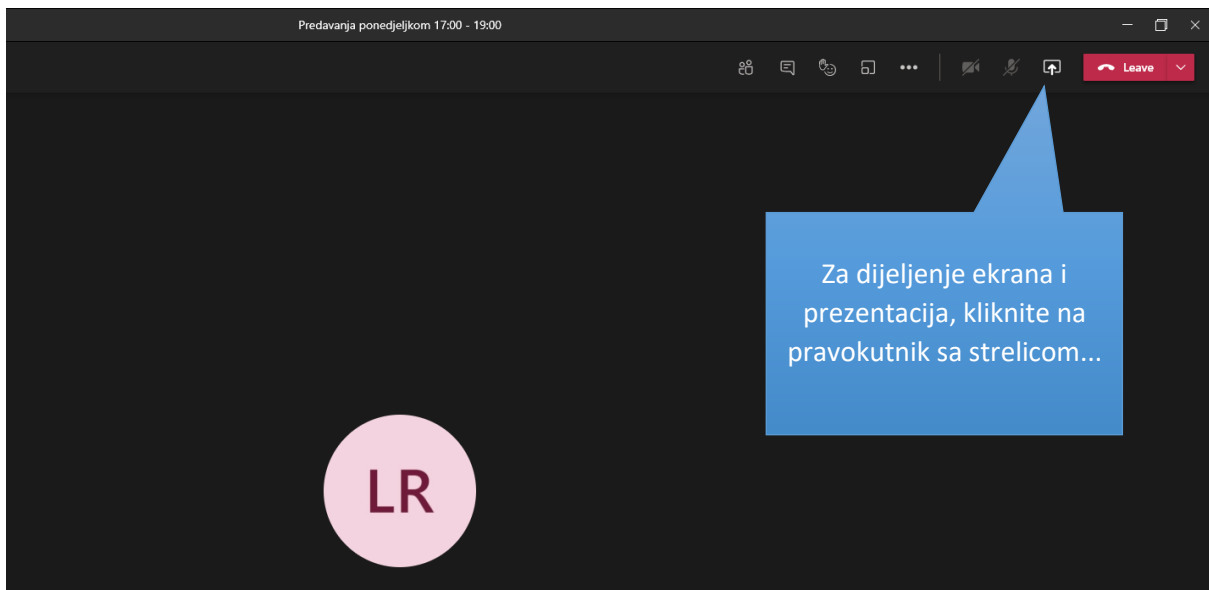 Predavanja ponedjeljkom 17:00 - 19:00
Leave
Za dijeljenje ekrana i
prezentacija, kliknite na
pravokutnik sa strelicom...
LR